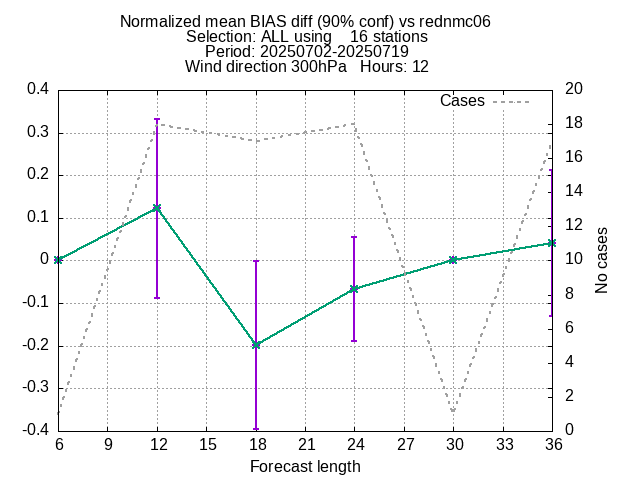 Normalized mean BIAS diff (90% conf) vs rednmc06
Selection: ALL using    16 stations
Period: 20250702-20250719
Wind direction 300hPa   Hours: 12
Cases
0.4
0.3
0.2
0.1
0
-0.1
-0.2
-0.3
-0.4
20
18
16
14
12
10
8
6
4
2
0
No cases
6 9 12 15 18 21 24 27 30 33 36
Forecast length